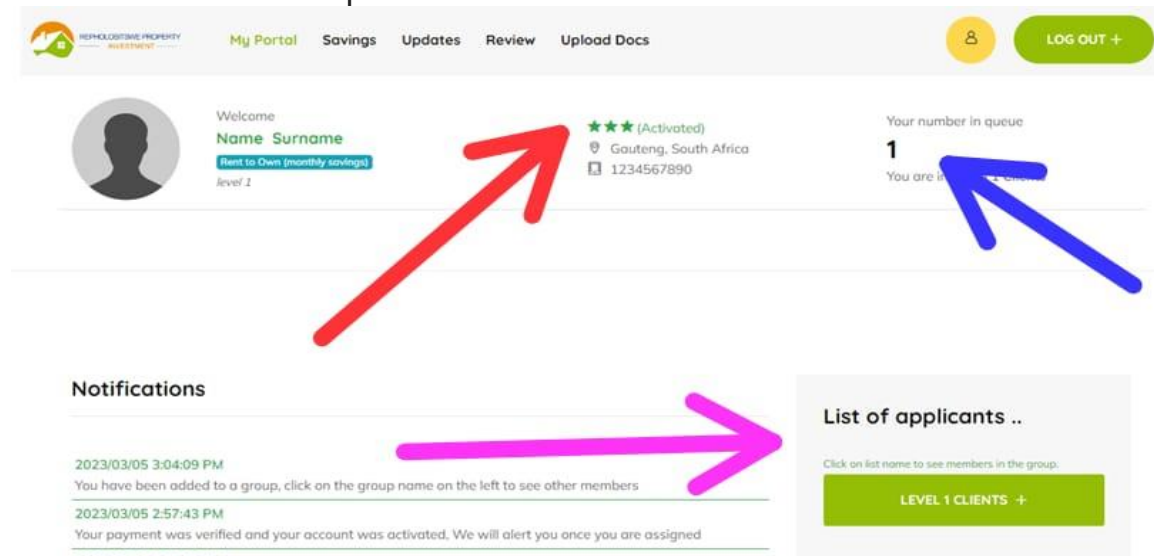 REPHOLOSITSWE PROPERTY
INVESTMENT
My Portal Savings Updates Review Upload Docs
LOG OUT +
Welcome
Name Surname
Rent to Own (monthly savings)
level 1
(Activated)
Gauteng, South Africa
1234567890
Your number in queue
1
You are in 1 Clients
Notifications
2023/03/05 3:04:09 PM
You have been added to a group, click on the group name on the left to see other members
2023/03/05 2:57:43 PM
Your payment was verified and your account was activated, We will alert you once you are assigned
List of applicants ..
Click on list name to see members in the group.
LEVEL 1 CLIENTS +